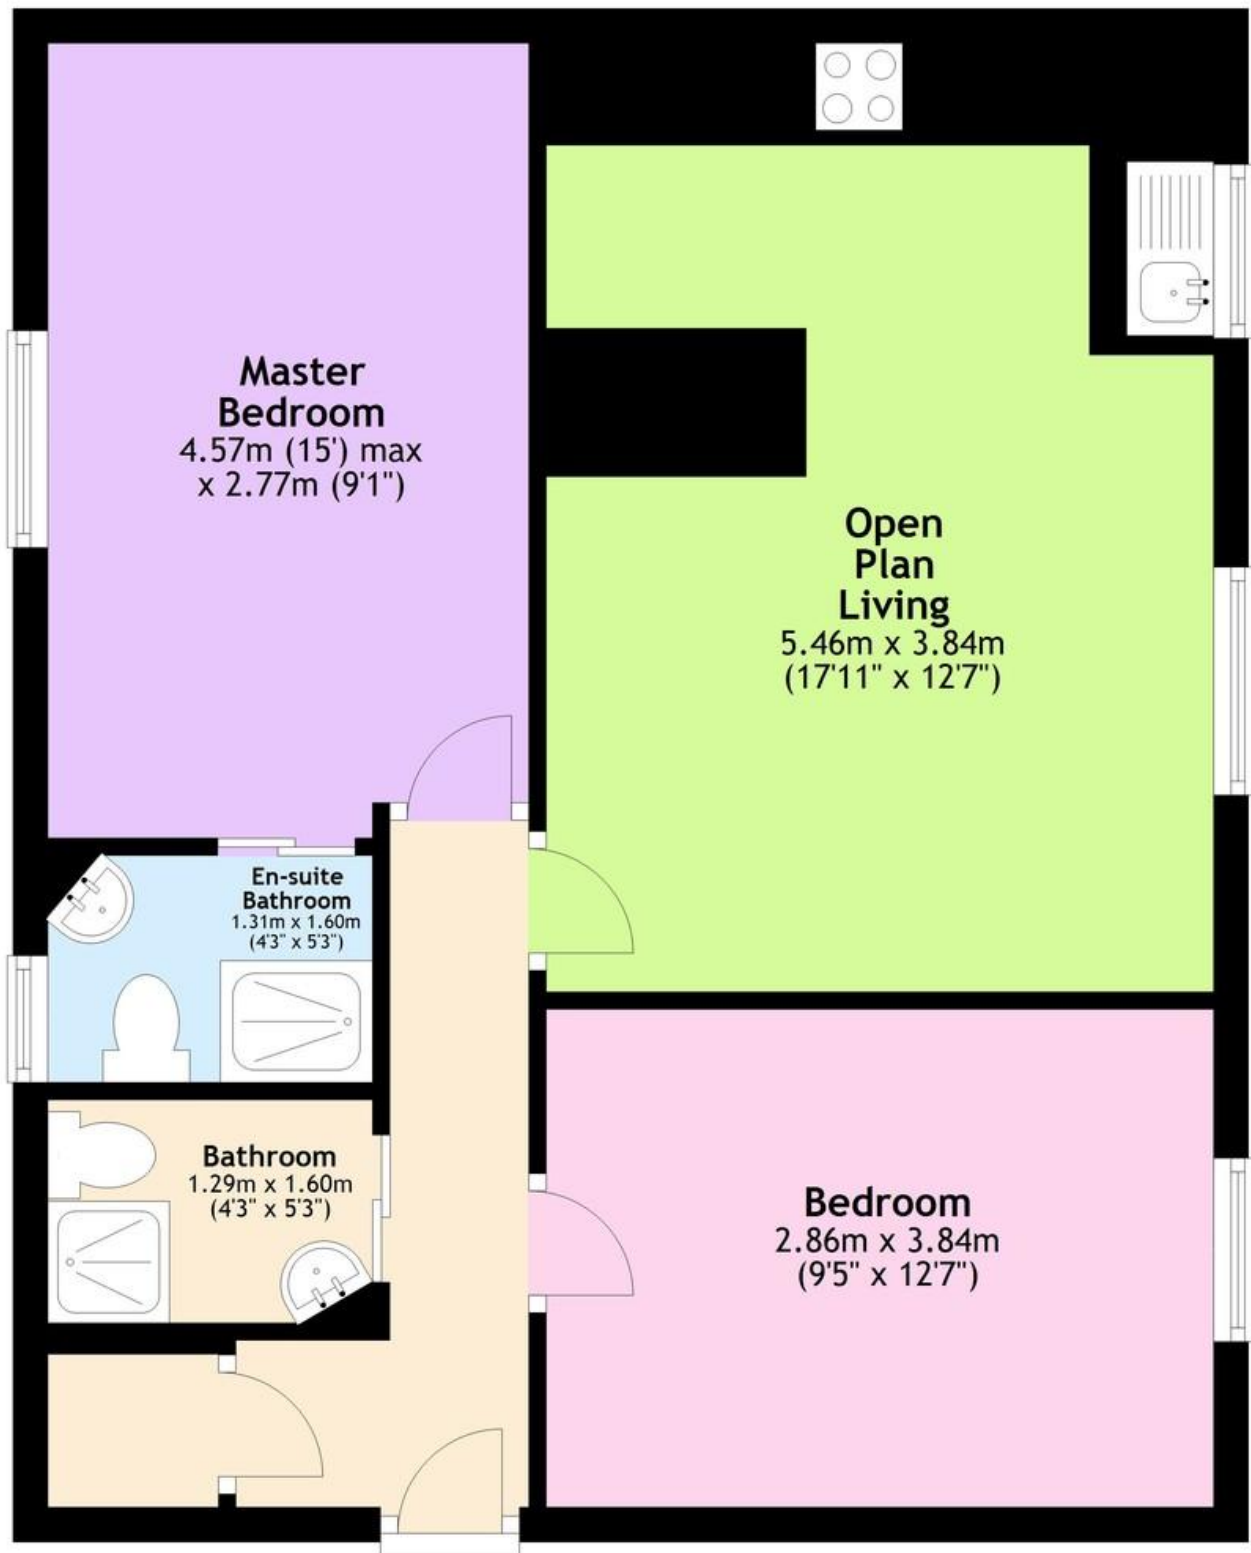 Master
Bedroom
4.57m (15') max
x 2.77m (9'1")
Open
Plan
Living
5.46m x 3.84m
(17'11" x 12'7")
En-suite
Bathroom
1.31m x 1.60m
(4'3" x 5'3")
Bathroom
1.29m x 1.60m
(4'3" x 5'3")
Bedroom
2.86m x 3.84m
(9'5" x 12'7")